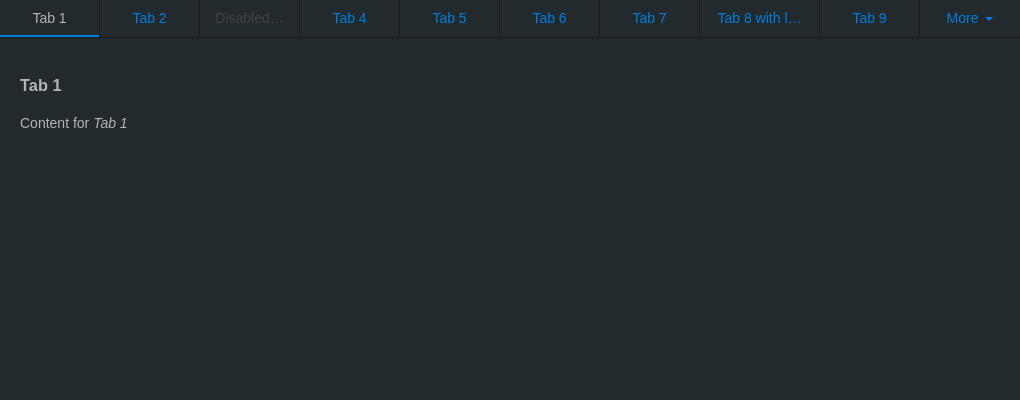 Tab 1 Tab 2 Disabled… Tab 4 Tab 5 Tab 6 Tab 7 Tab 8 with l… Tab 9 More
Tab 1
Content for Tab 1